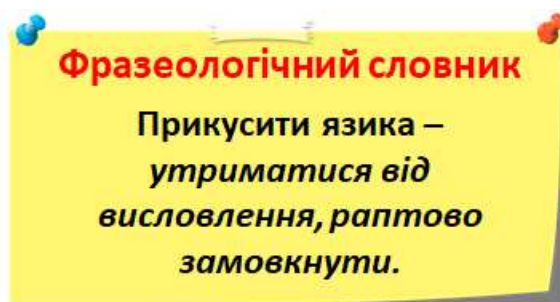 Фразеологічний словник
Прикусити язика –
утриматися від
висловлення, раптово
замовкнути.